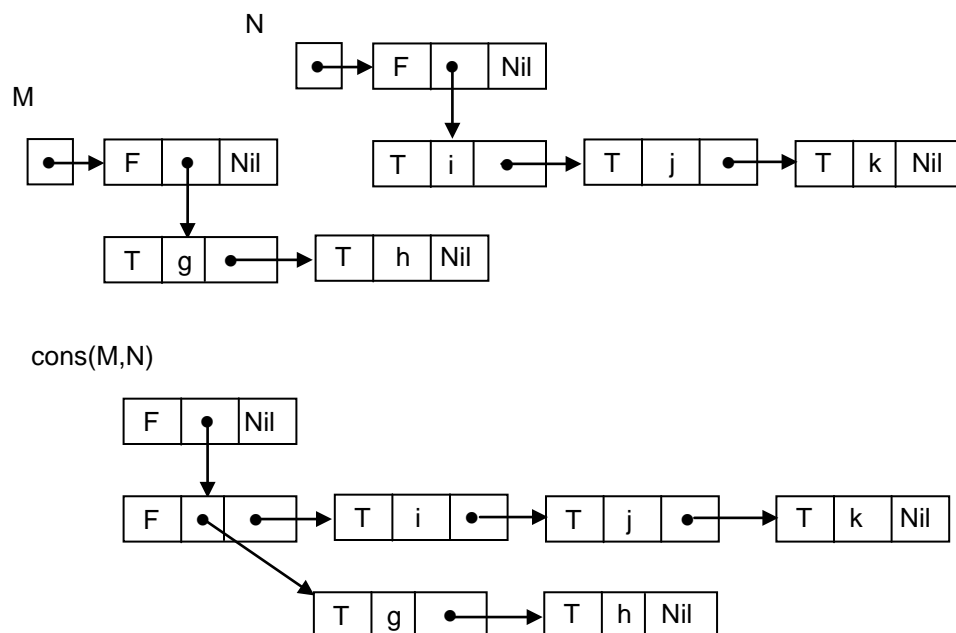 N
F Nil
M
F Nil
T i T j T k Nil
T g T h Nil
cons(M,N)
F Nil
F T i T j T k Nil
T g T h Nil